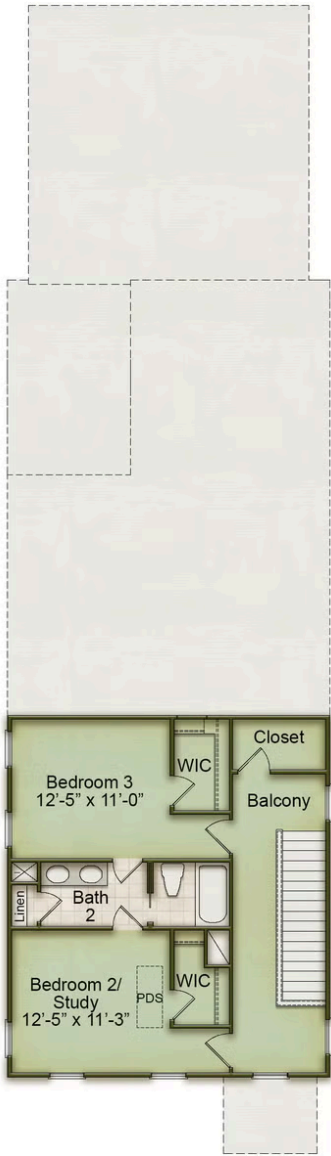 Closet
WIC
Bedroom 3
12'-5" x 11'-0"
Balcony
Linen
Bath
2
Bedroom 2/
Study
12'-5" x 11'-3"
PDS
WIC